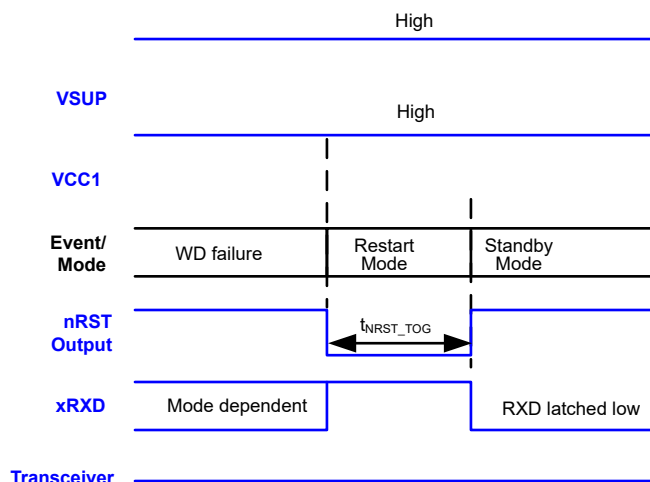 High
VSUP
High
VCC1
Event/
Mode
WD failure
Restart
Mode
Standby
Mode
nRST
Output
tNRST_TOG
xRXD
Mode dependent
RXD latched low
Transceiver